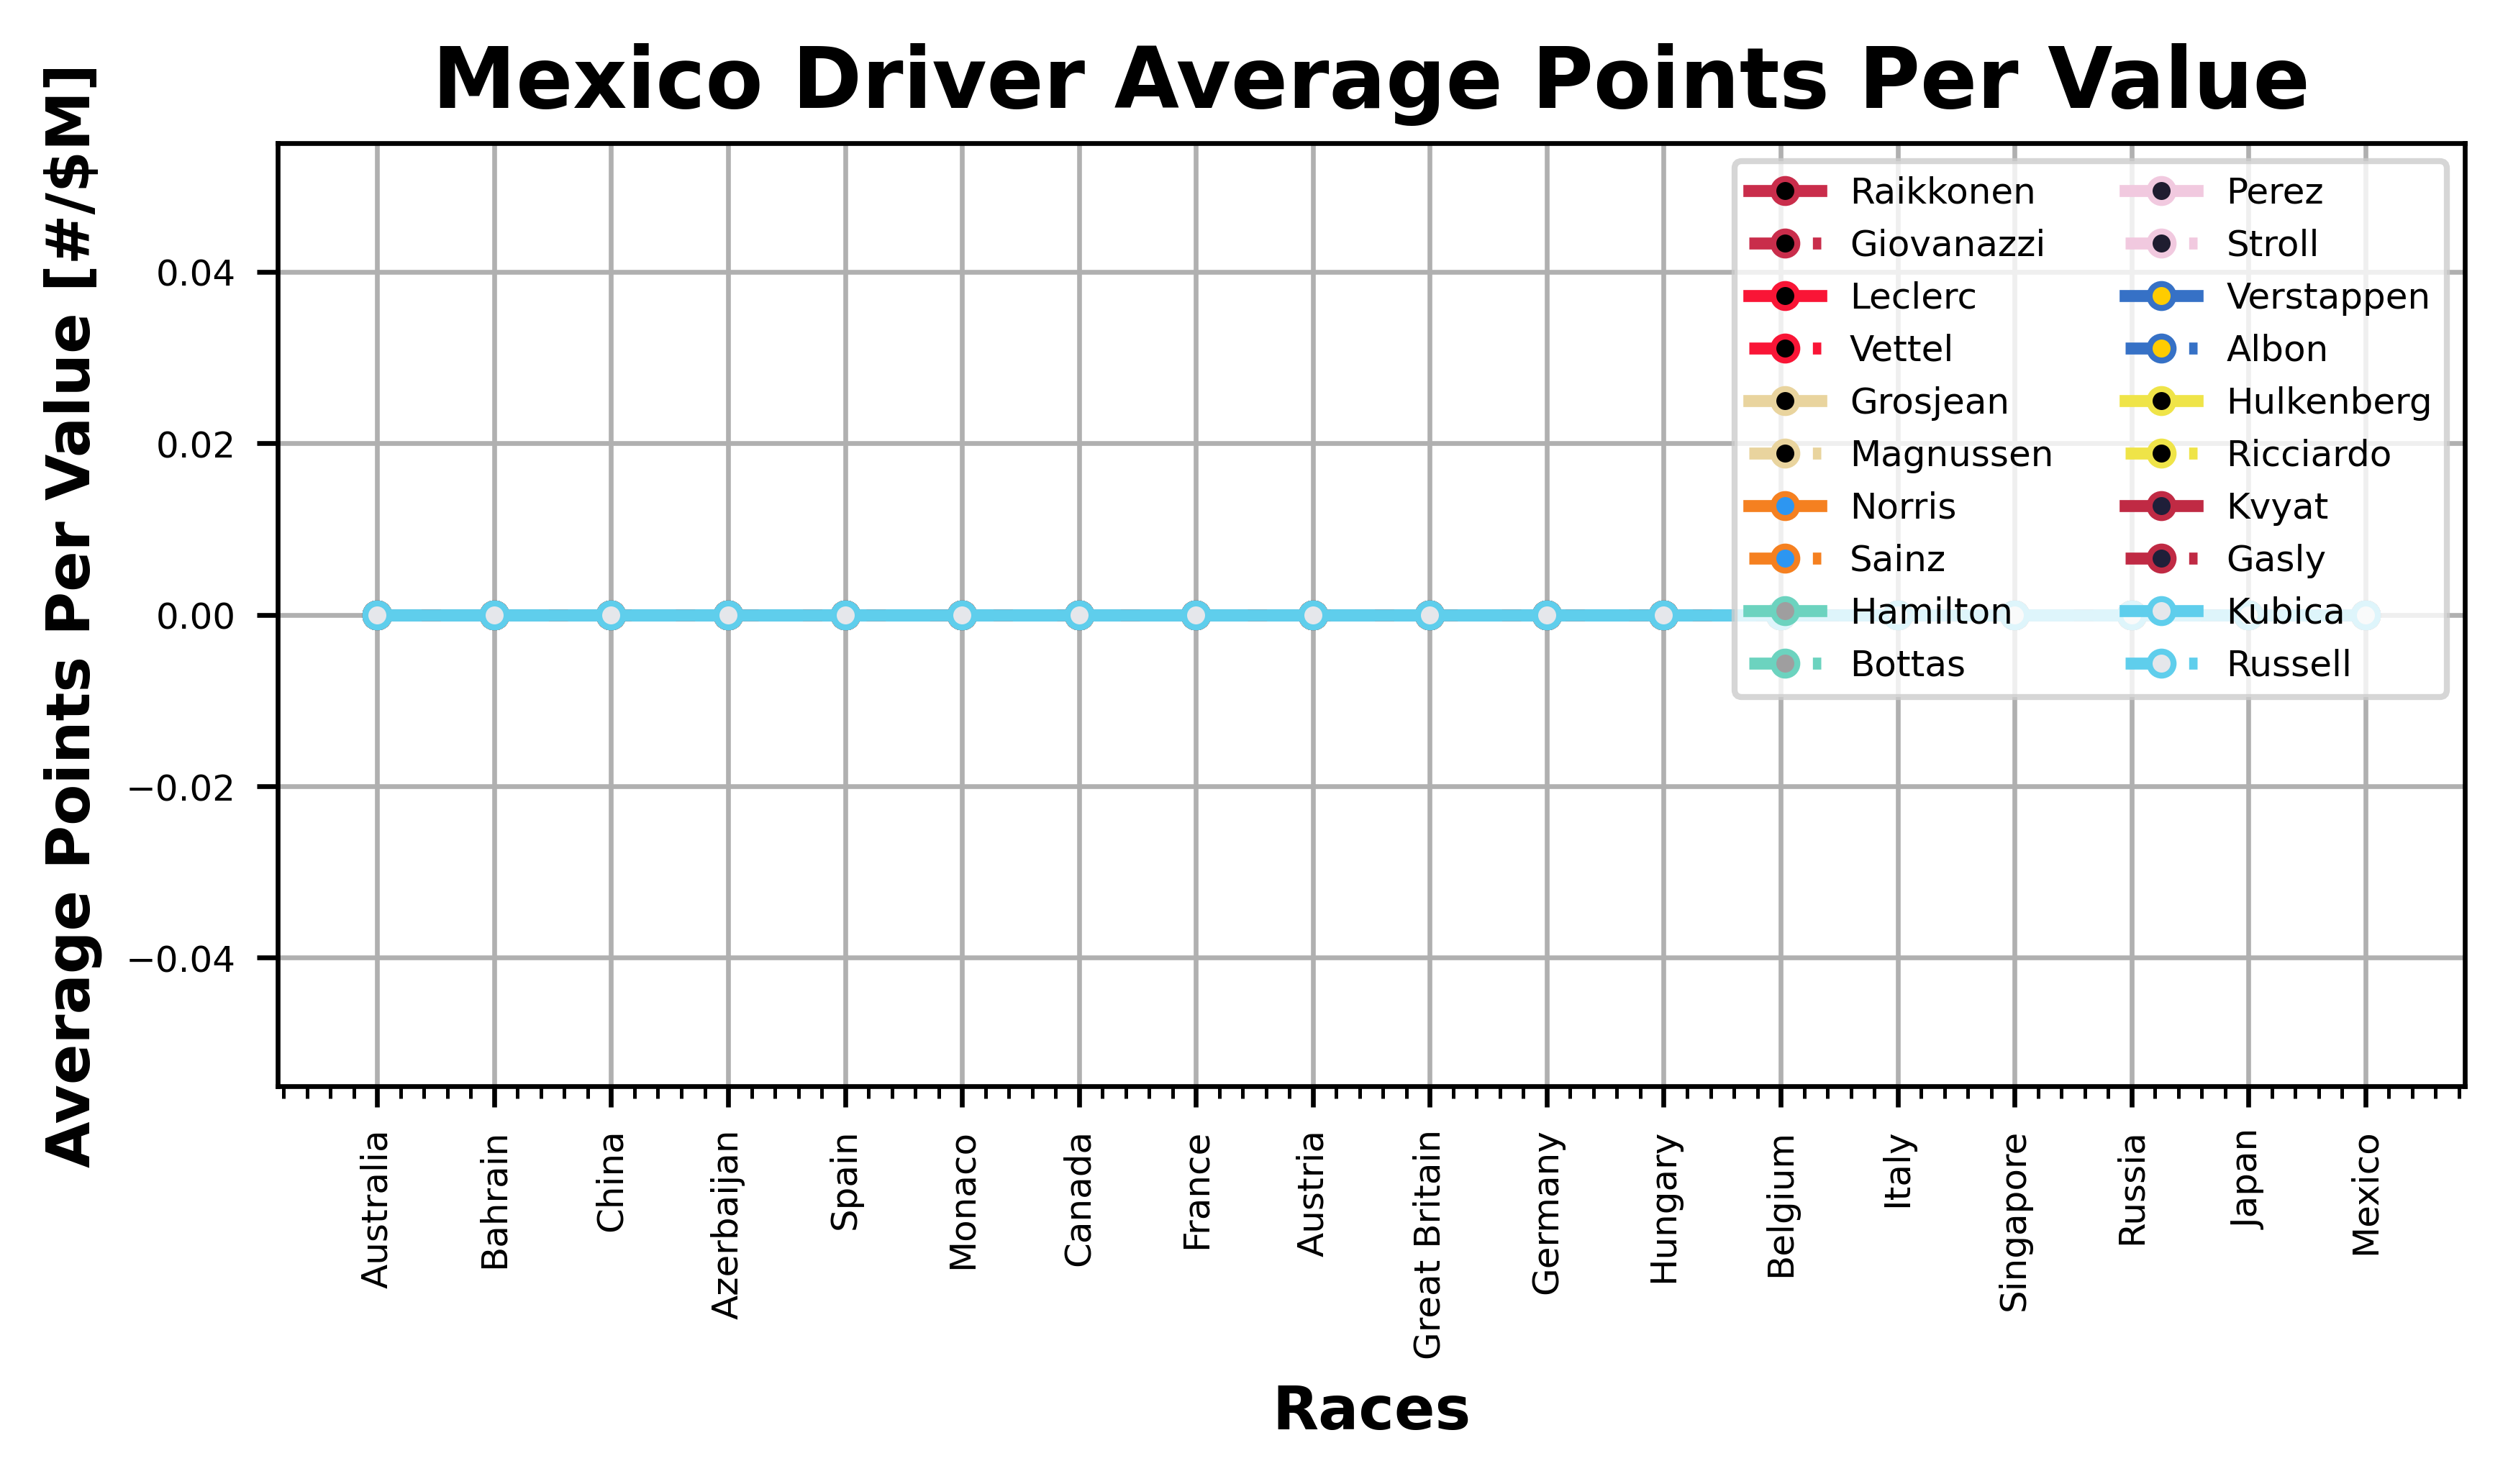 Mexico Driver Average Points Per Value
Average Points Per Value [#/$M]
0.04
0.02
0.00
−0.02
−0.04
Raikkonen
Giovanazzi
Leclerc
Vettel
Grosjean
Magnussen
Norris
Sainz
Hamilton
Bottas
Perez
Stroll
Verstappen
Albon
Hulkenberg
Ricciardo
Kvyat
Gasly
Kubica
Russell
Australia
Bahrain
China
Azerbaijan
Spain
Monaco
Canada
France
Austria
Great Britain
Germany
Hungary
Belgium
Italy
Singapore
Russia
Japan
Mexico
Races